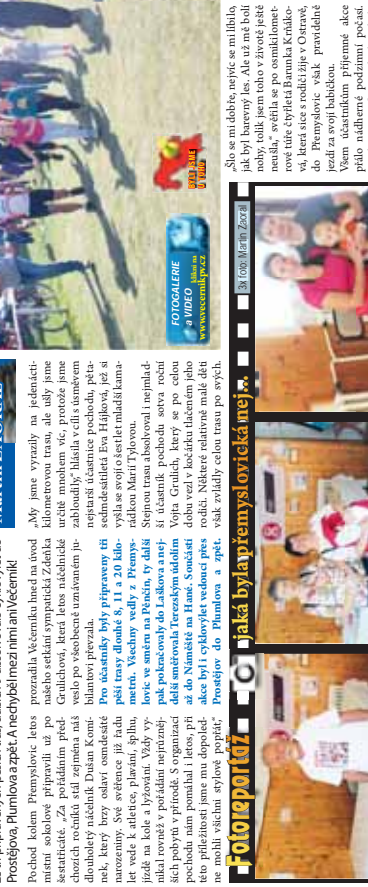 Prostějova, Plumlova a zpět. A nechyběl mezi nimi ani Večerník!
Pochod kolem Přemyslovic letos
místní sokolové připravili už po
šestatřicáté. „Za pořádáním před-
chozích ročníků stál zejména náš
dlouholetý náčelník Dušan Komí-
nek, který brzy oslaví osmdesáté
narozeniny. Své svěřence již řadu
let vede k atletice, plavání, šplhu,
jízdě na kole a lyžování. Vždy vy-
nikal rovněž v pořádání nejrůzněj-
ších pobytů v přírodě. S organizací
pochodu nám pomáhal i letos, při
této příležitosti jsme mu dopoled-
ne mohli všichni stylově popřát,“
prozradila Večerníku hned na úvod
našeho setkání sympatická Zdeňka
Grulichová, která letos náčelnické
veslo po všeobecně uznávaném ju-
bilantovi převzala.
Pro účastníky byly připraveny tři
pěší trasy dlouhé 8, 11 a 20 kilo-
metrů. Všechny vedly z Přemys-
lovic ve směru na Pěnčín, ty další
pak pokračovaly do Laškova a nej-
delší směřovala Terezským údolím
až do Náměště na Hané. Součástí
akce byl i cyklovýlet vedoucí přes
Prostějov do Plumlova a zpět.
„My jsme vyrazily na jedenácti-
kilometrovou trasu, ale ušly jsme
určitě mnohem víc, protože jsme
zabloudily,“ hlásila v cíli s úsměvem
nejstarší účastnice pochodu, pěta-
sedmdesátiletá Eva Hájková, jež si
vyšla se svojí o šest let mladší kama-
rádkou Marií Tylovou.
Stejnou trasu absolvoval i nejmlad-
ší účastník pochodu sotva roční
Vojta Grulich, který se po celou
dobu vezl v kočárku tlačeném jeho
rodiči. Některé relativně malé děti
však zvládly celou trasu po svých.
FOTOGALERIE
a VIDEO
klikni na
www.vecernikpv.cz
BYLI JSME
U TOHO
„Šlo se mi dobře, nejvíc se mi líbilo,
jak byl barevný les. Ale už mě bolí
nohy, tolik jsem toho v životě ještě
neušla,“ svěřila se po osmikilomet-
rové túře čtyřletá Barunka Krňáko-
vá, která sice s rodiči žije v Ostravě,
do Přemyslovic však pravidelně
jezdí za svojí babičkou.
Všem účastníkům příjemné akce
přálo nádherné podzimní počasí.
Fotoreportáž
jaká byla přemyslovická nej...
3x foto: Martin Zaoral